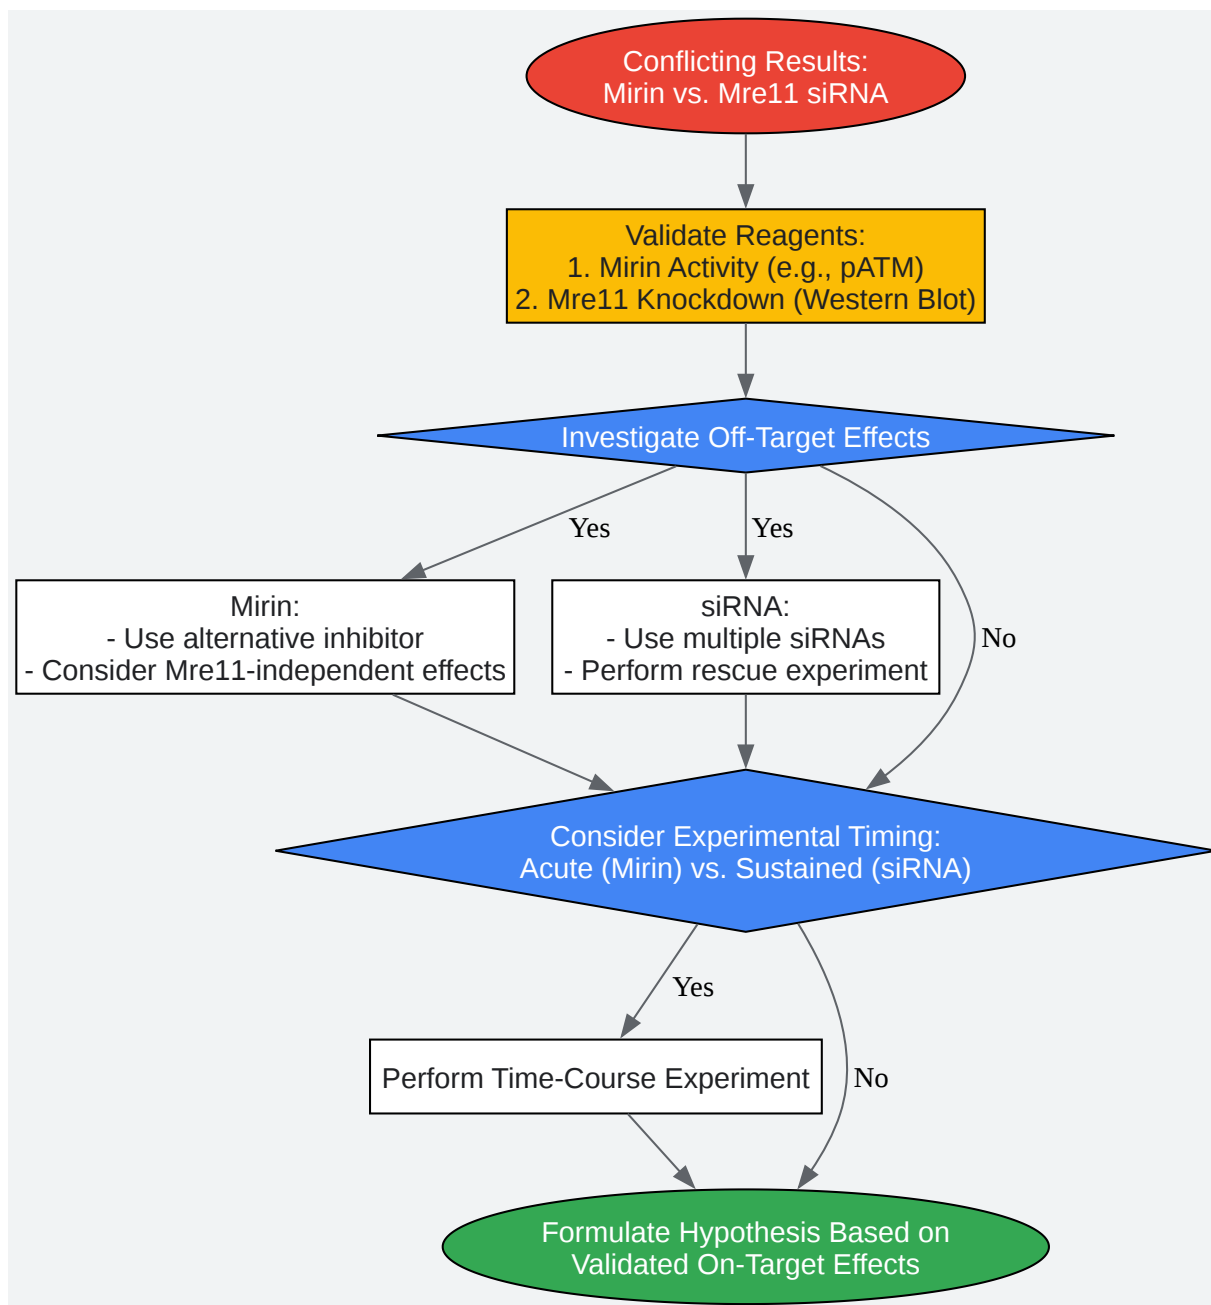 Conflicting Results:
Mirin vs. Mre11 siRNA
Validate Reagents:
1. Mirin Activity (e.g., pATM)
2. Mre11 Knockdown (Western Blot)
Investigate Off-Target Effects
Yes
Yes
No
Mirin:
- Use alternative inhibitor
- Consider Mre11-independent effects
siRNA:
- Use multiple siRNAs
- Perform rescue experiment
Consider Experimental Timing:
Acute (Mirin) vs. Sustained (siRNA)
Yes
No
Perform Time-Course Experiment
Formulate Hypothesis Based on
Validated On-Target Effects